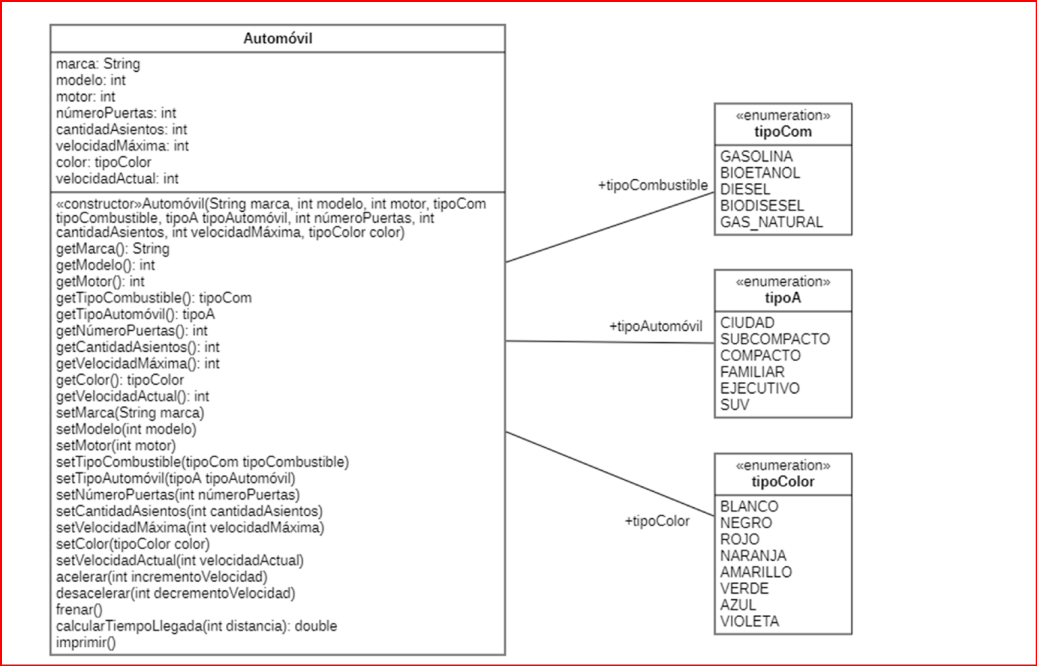 Automóvil
marca: String
modelo: int
motor: int
númeroPuertas: int
cantidadAsientos: int
velocidadMáxima: int
color: tipoColor
velocidadActual: int
«constructor»Automóvil(String marca, int modelo, int motor, tipoCom
tipoCombustible, tipoA tipoAutomóvil, int númeroPuertas, int
cantidadAsientos, int velocidadMáxima, tipoColor color)
getMarca(): String
getModelo(): int
getMotor(): int
getTipoCombustible(): tipoCom
getTipoAutomóvil(): tipoA
getNúmeroPuertas(): int
getCantidadAsientos(): int
getVelocidadMáxima(): int
getColor(): tipoColor
getVelocidadActual(): int
setMarca(String marca)
setModelo(int modelo)
setMotor(int motor)
setTipoCombustible(tipoCom tipoCombustible)
setTipoAutomóvil(tipoA tipoAutomóvil)
setNúmeroPuertas(int númeroPuertas)
setCantidadAsientos(int cantidadAsientos)
setVelocidadMáxima(int velocidadMáxima)
setColor(tipoColor color)
setVelocidadActual(int velocidadActual)
acelerar(int incrementoVelocidad)
desacelerar(int decrementoVelocidad)
frenar()
calcularTiempoLlegada(int distancia): double
imprimir()
+tipoCombustible
«enumeration»
tipoCom
GASOLINA
BIOETANOL
DIESEL
BIODISESEL
GAS_NATURAL
+tipoAutomóvil
«enumeration»
tipoA
CIUDAD
SUBCOMPACTO
COMPACTO
FAMILIAR
EJECUTIVO
SUV
+tipoColor
«enumeration»
tipoColor
BLANCO
NEGRO
ROJO
NARANJA
AMARILLO
VERDE
AZUL
VIOLETA